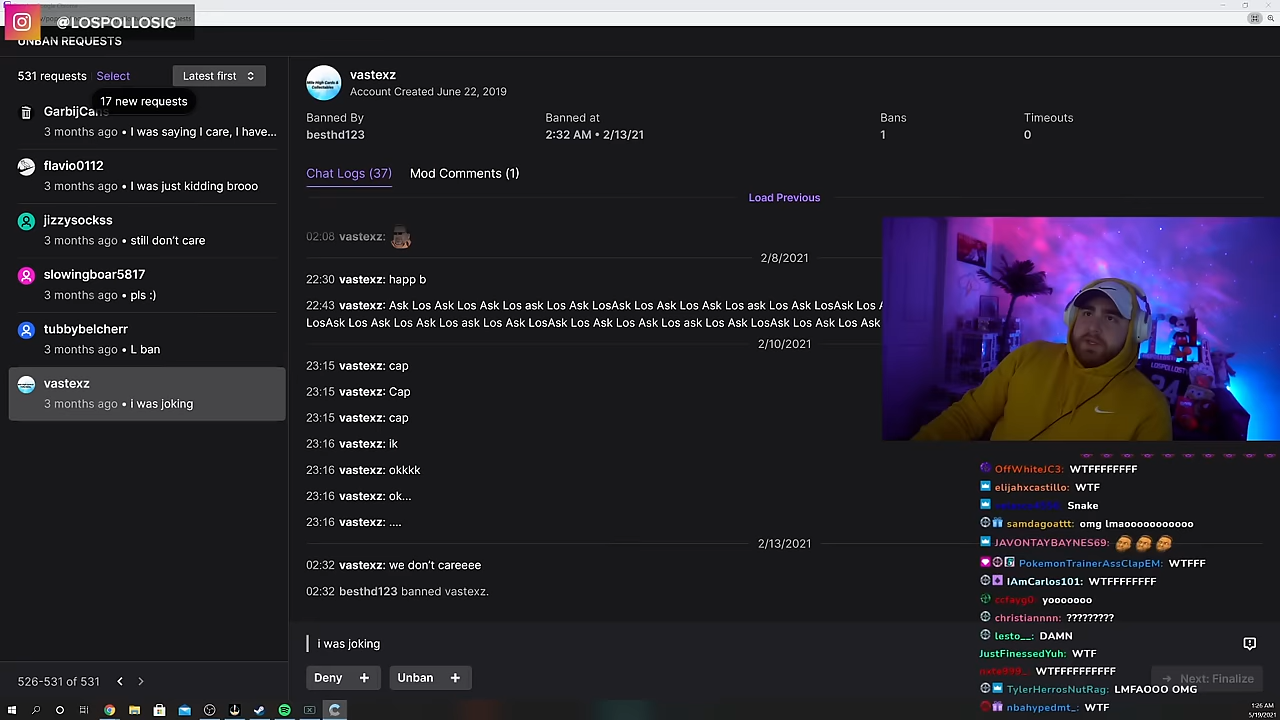 @LOSPOLLOSIG
UNBAN REQUESTS
531 requests Select Latest first
17 new requests
3 months ago • I was saying I care, I have...
flavio0112
3 months ago • I was just kidding brooo
jizzysockss
3 months ago • still don't care
slowingboar5817
3 months ago • pls :)
tubbybelcherr
3 months ago • L ban
vastexz
3 months ago • i was joking
526-531 of 531
vastexz
Account Created June 22, 2019
Banned By Banned at Bans Timeouts
besthd123 2:32 AM • 2/13/21 1 0
Chat Logs (37) Mod Comments (1)
Load Previous
02:08 vastexz:
2/8/2021
22:30 vastexz: happ b
22:43 vastexz: Ask Los Ask Los Ask Los ask Los Ask LosAsk Los Ask Los Ask Los ask Los Ask LosAsk Los A
LosAsk Los Ask Los Ask Los ask Los Ask LosAsk Los Ask Los Ask Los ask Los Ask LosAsk Los Ask Los
2/10/2021
23:15 vastexz: cap
23:15 vastexz: Cap
23:15 vastexz: cap
23:16 vastexz: ik
23:16 vastexz: okkkk
23:16 vastexz: ok...
23:16 vastexz: ....
2/13/2021
02:32 vastexz: we don't careeee
02:32 besthd123 banned vastexz.
i was joking
Deny + Unban +
Next: Finalize
LOSPOLLOS
24
OffWhiteJC3: WTFFFFFFFF
elijahxcastillo: WTF
Snake
samdagoattt: omg lmaooooooooooo
JAVONTAYBAYNES69:
PokemonTrainerAssClapEM: WTFFF
IAmCarlos101: WTFFFFFFFF
ccfayg0: yooooooo
christiannnn: ?????????
lesto__: DAMN
JustFinessedYuh: WTF
WTFFFFFFFFFF
TylerHerrosNutRag: LMFAOOO OMG
nbahypedmt_: WTF
1:26 AM
5/19/2021